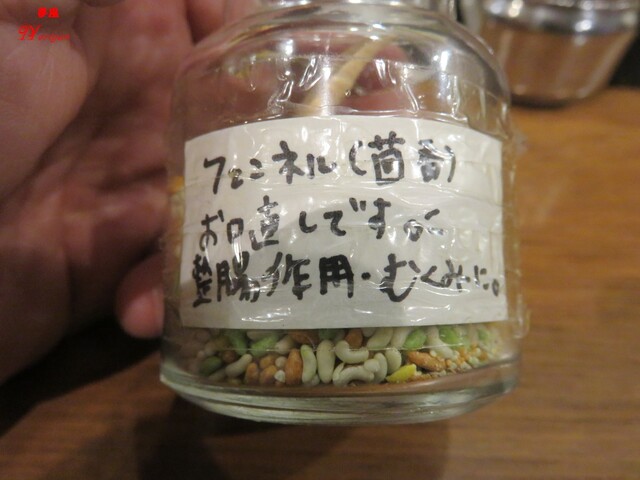 フェンネル(茴香)
お口直しです。
整腸作用・むくみに。